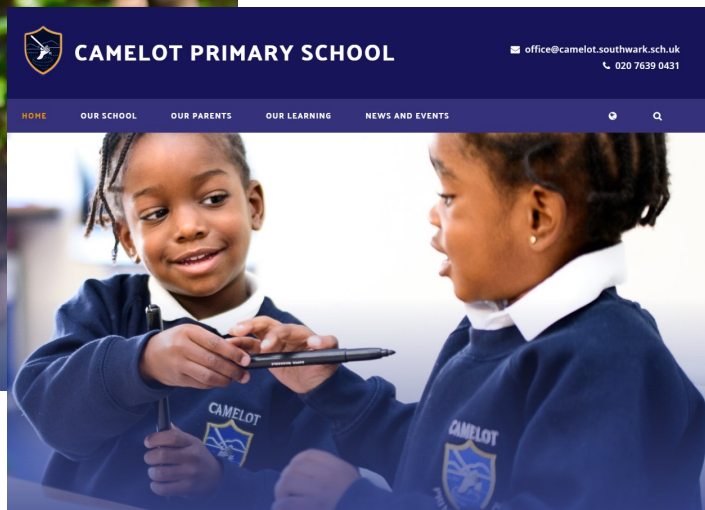 CAMELOT PRIMARY SCHOOL
office@camelot.southwark.sch.uk
020 7639 0431
HOME
OUR SCHOOL
OUR PARENTS
OUR LEARNING
NEWS AND EVENTS
CAMELOT
CAMELOT